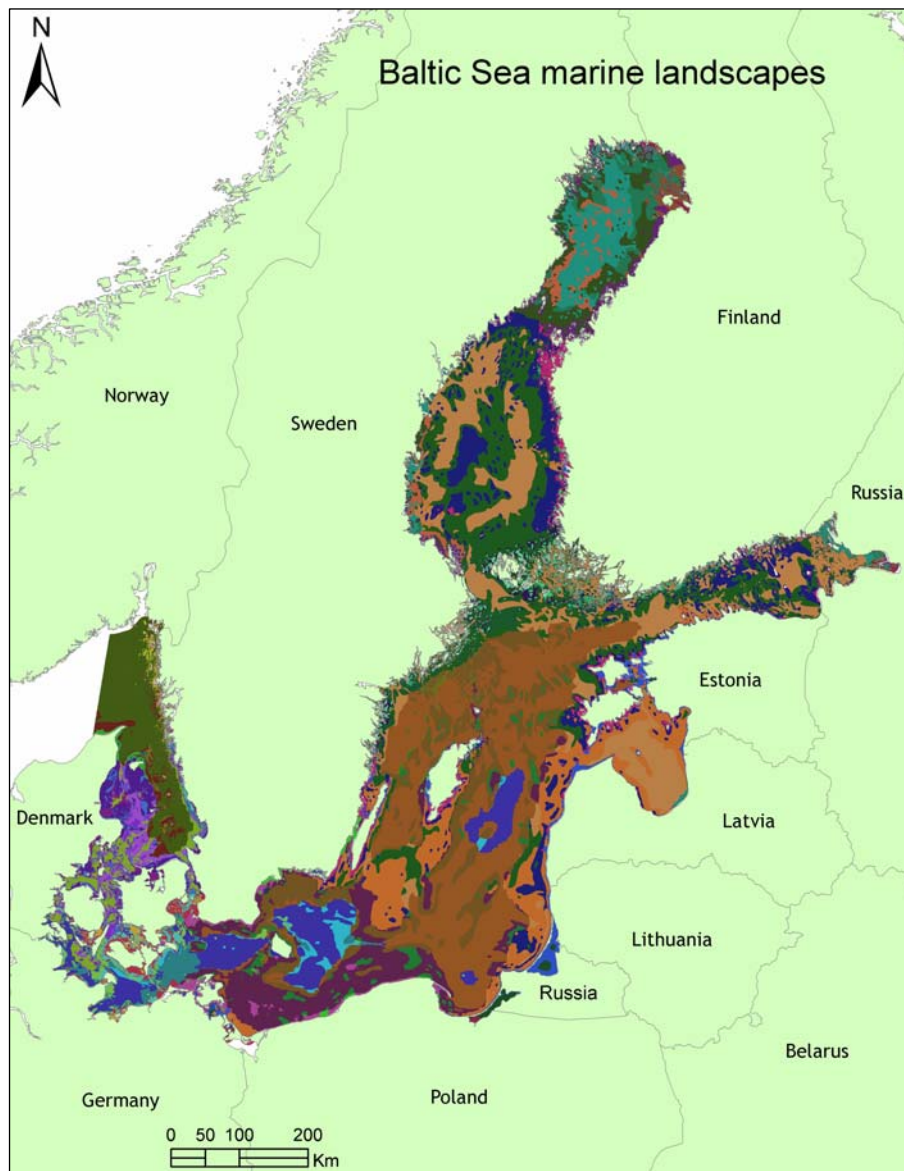 N
Baltic Sea marine landscapes
Finland
Norway
Sweden
Russia
Estonia
Denmark
Latvia
Lithuania
Russia
Belarus
Poland
Germany
0 50 100 200
Km